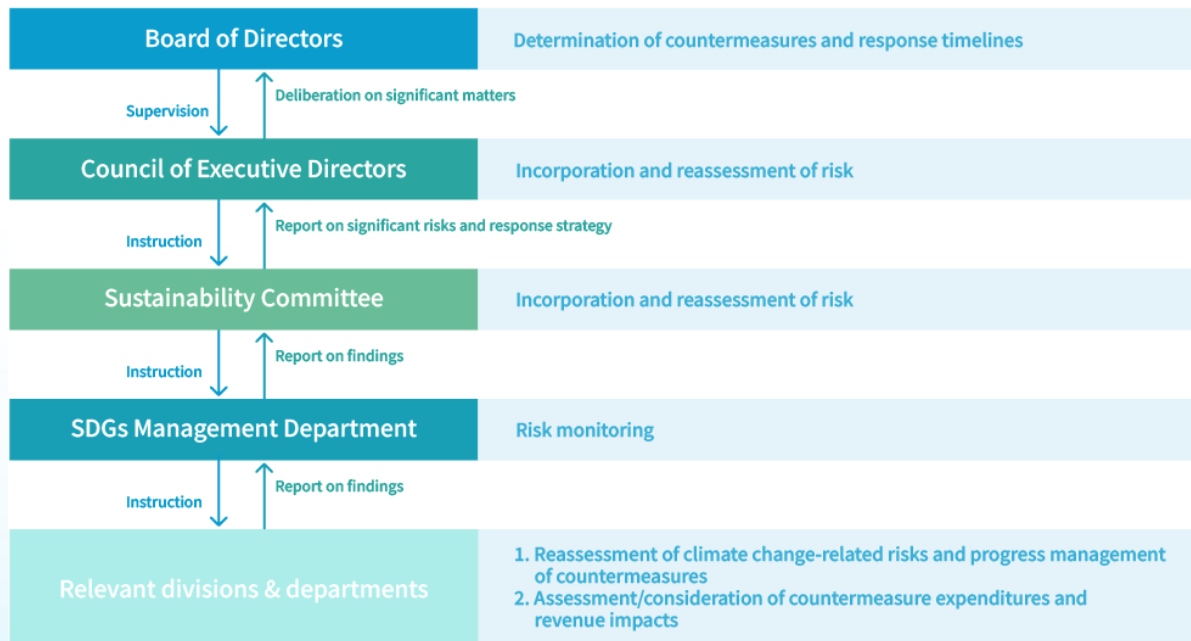 Board of Directors
Determination of countermeasures and response timelines
Deliberation on significant matters
Supervision
Council of Executive Directors
Incorporation and reassessment of risk
Report on significant risks and response strategy
Instruction
Sustainability Committee
Incorporation and reassessment of risk
Report on findings
Instruction
SDGs Management Department
Risk monitoring
Report on findings
Instruction
Relevant divisions & departments
1. Reassessment of climate change-related risks and progress management
of countermeasures
2. Assessment/consideration of countermeasure expenditures and
revenue impacts